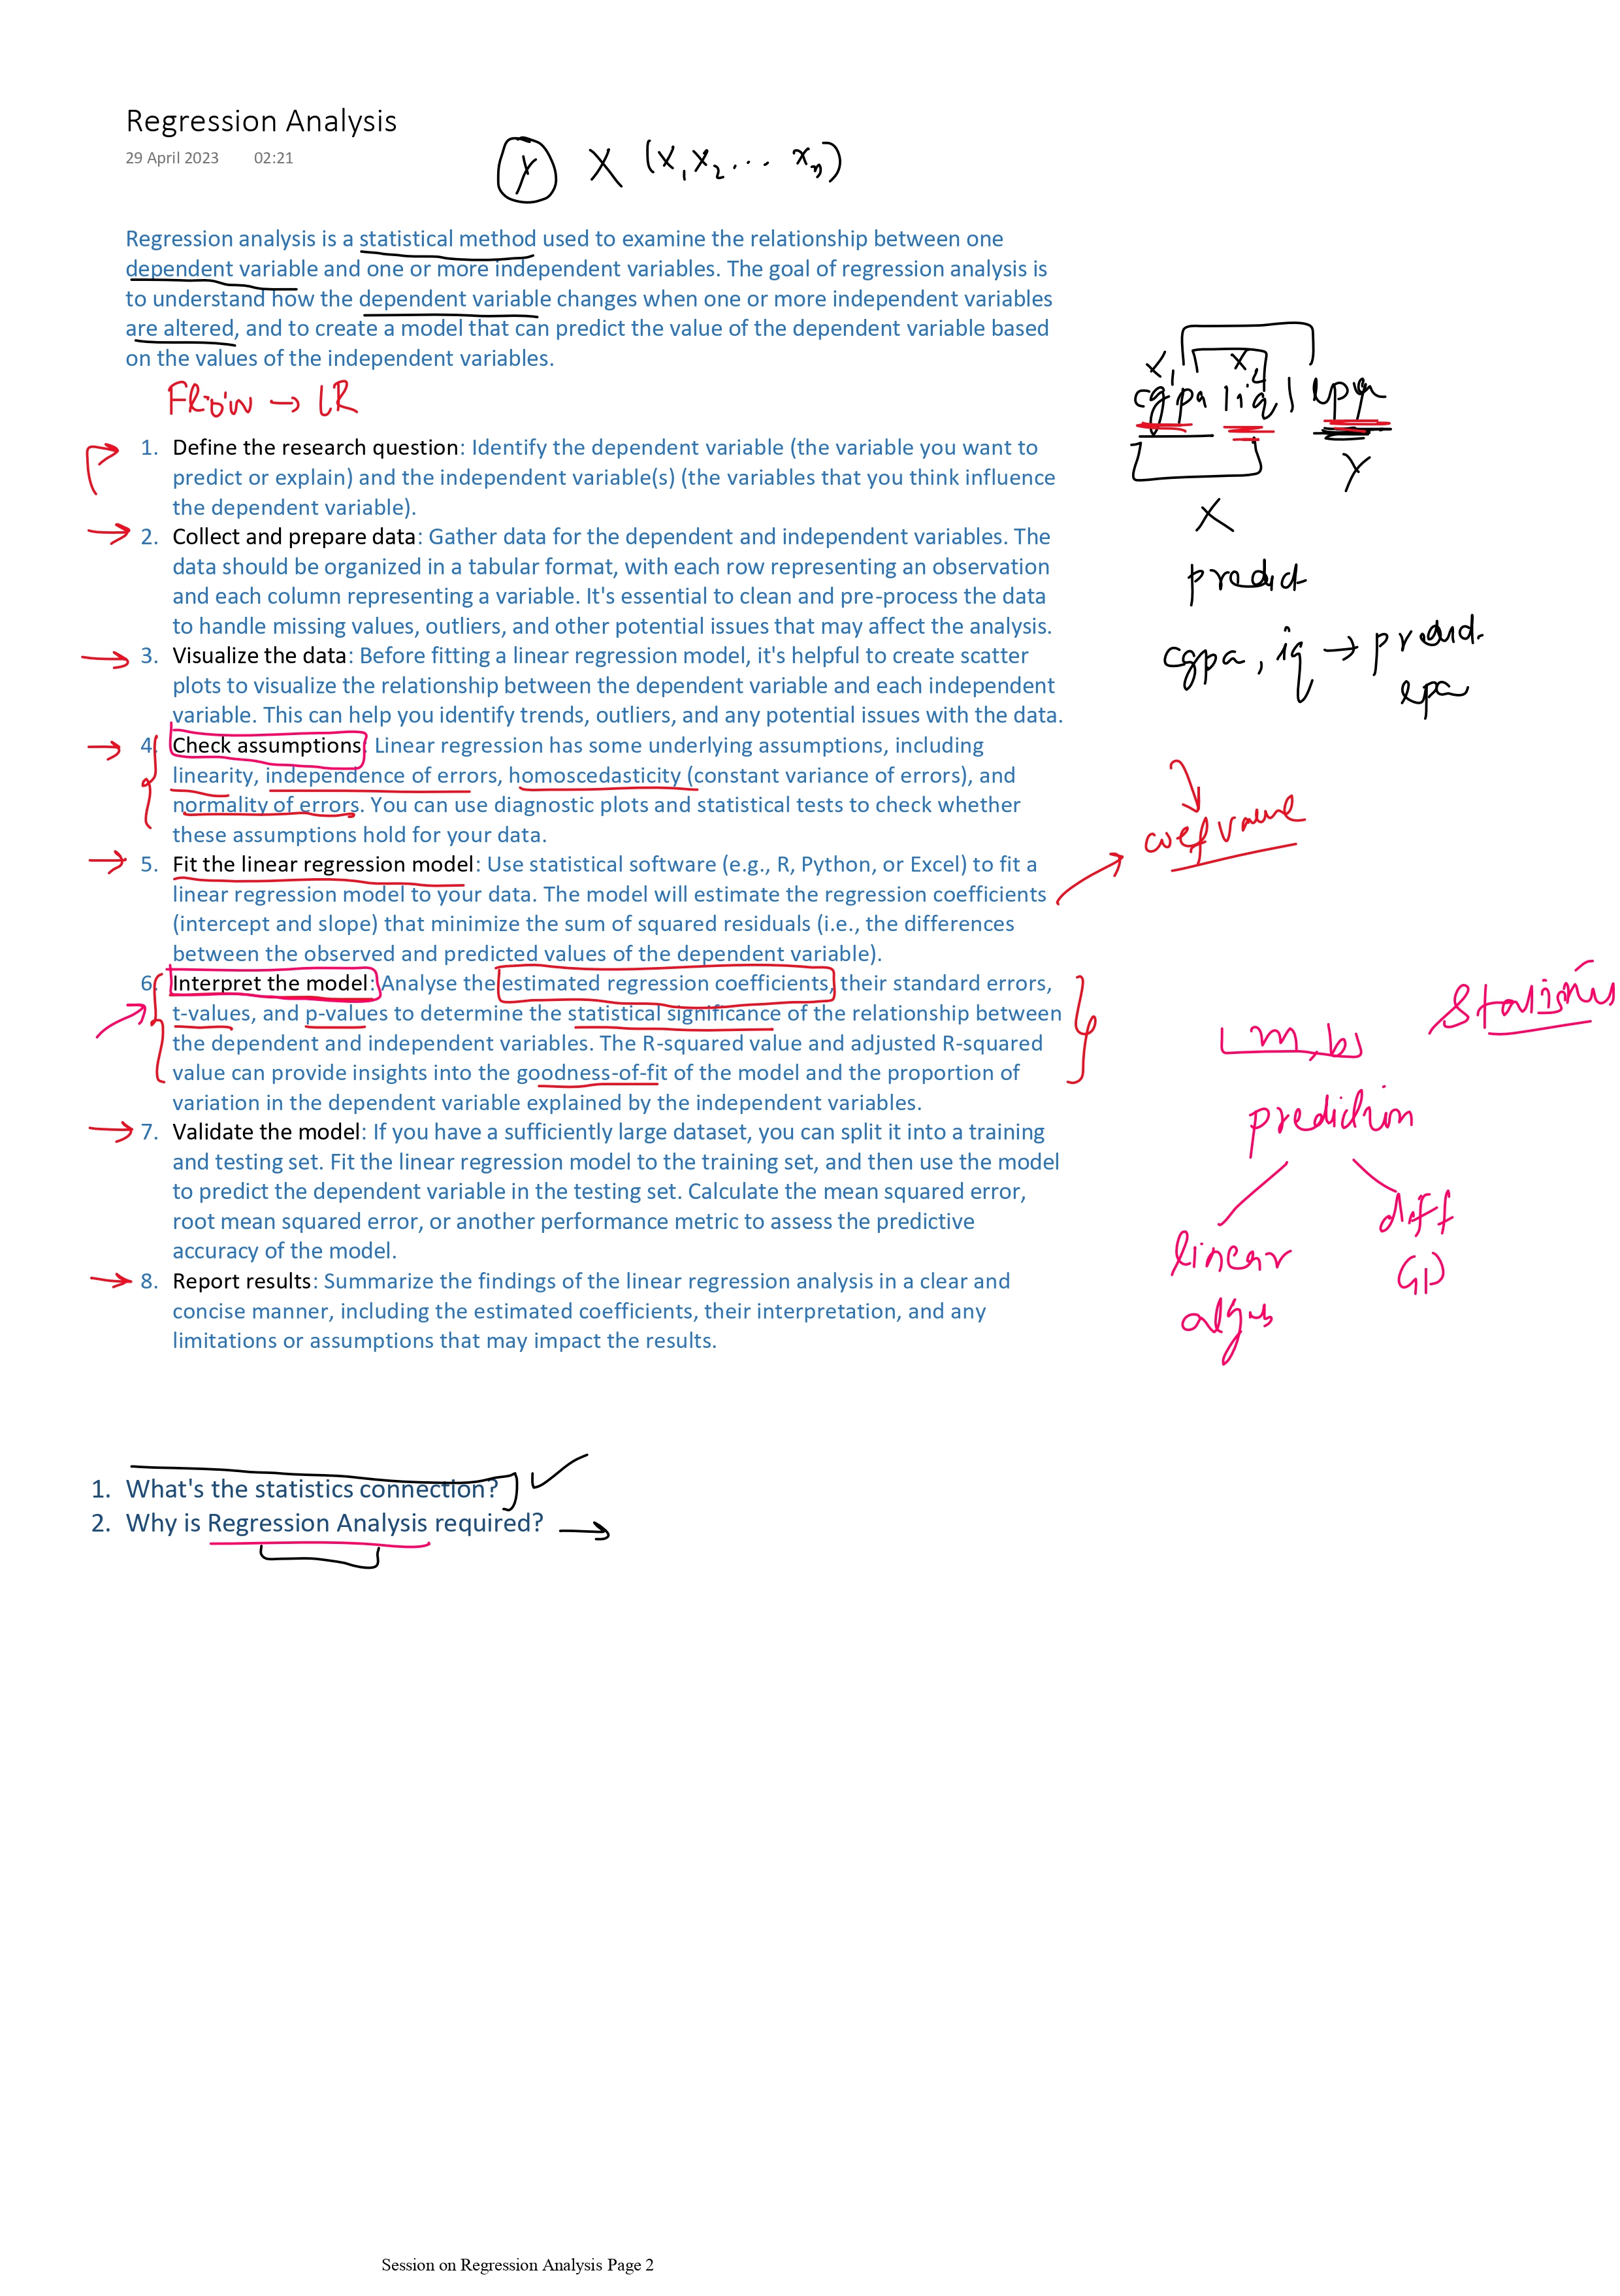 Regression Analysis
29 April 2023 02:21
Y X (x₁ x₂ ... xₙ)
Regression analysis is a statistical method used to examine the relationship between one
dependent variable and one or more independent variables. The goal of regression analysis is
to understand how the dependent variable changes when one or more independent variables
are altered, and to create a model that can predict the value of the dependent variable based
on the values of the independent variables.
Flow → LR
1. Define the research question: Identify the dependent variable (the variable you want to
predict or explain) and the independent variable(s) (the variables that you think influence
the dependent variable).
2. Collect and prepare data: Gather data for the dependent and independent variables. The
data should be organized in a tabular format, with each row representing an observation
and each column representing a variable. It's essential to clean and pre-process the data
to handle missing values, outliers, and other potential issues that may affect the analysis.
3. Visualize the data: Before fitting a linear regression model, it's helpful to create scatter
plots to visualize the relationship between the dependent variable and each independent
variable. This can help you identify trends, outliers, and any potential issues with the data.
4. Check assumptions: Linear regression has some underlying assumptions, including
linearity, independence of errors, homoscedasticity (constant variance of errors), and
normality of errors. You can use diagnostic plots and statistical tests to check whether
these assumptions hold for your data.
5. Fit the linear regression model: Use statistical software (e.g., R, Python, or Excel) to fit a
linear regression model to your data. The model will estimate the regression coefficients
(intercept and slope) that minimize the sum of squared residuals (i.e., the differences
between the observed and predicted values of the dependent variable).
6. Interpret the model: Analyse the estimated regression coefficients, their standard errors,
t-values, and p-values to determine the statistical significance of the relationship between
the dependent and independent variables. The R-squared value and adjusted R-squared
value can provide insights into the goodness-of-fit of the model and the proportion of
variation in the dependent variable explained by the independent variables.
7. Validate the model: If you have a sufficiently large dataset, you can split it into a training
and testing set. Fit the linear regression model to the training set, and then use the model
to predict the dependent variable in the testing set. Calculate the mean squared error,
root mean squared error, or another performance metric to assess the predictive
accuracy of the model.
8. Report results: Summarize the findings of the linear regression analysis in a clear and
concise manner, including the estimated coefficients, their interpretation, and any
limitations or assumptions that may impact the results.
x₁ x₂
cgpa | iq | lpa
X Y
predict
cgpa, iq → predict
lpa
coef value
Statistics
m, b
prediction
linear diff
GD
1. What's the statistics connection?
2. Why is Regression Analysis required? →
Session on Regression Analysis Page 2